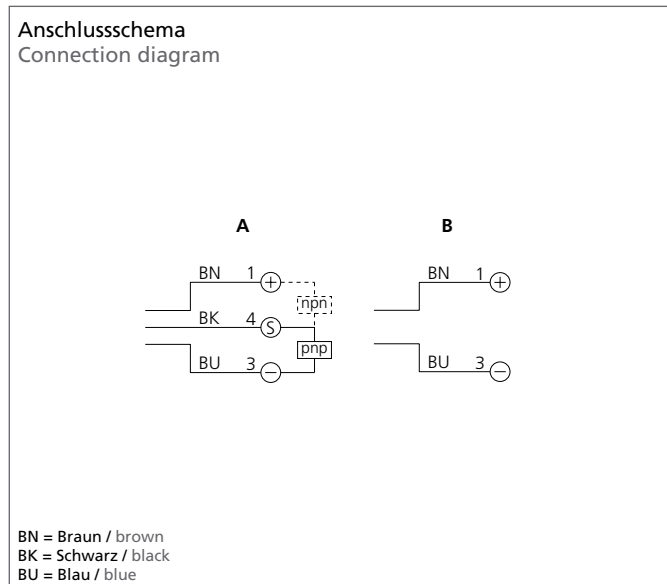 Anschlussschema
Connection diagram
A B
BN 1 + BN 1 +
npn
BK 4 S
pnp
BU 3 − BU 3 −
BN = Braun / brown
BK = Schwarz / black
BU = Blau / blue